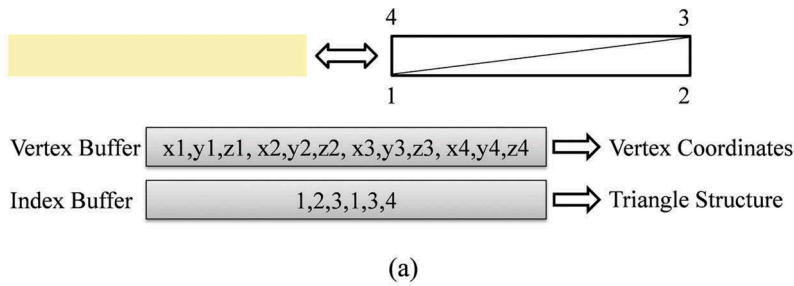 4 3
1 2
Vertex Buffer x1,y1,z1, x2,y2,z2, x3,y3,z3, x4,y4,z4 Vertex Coordinates
Index Buffer 1,2,3,1,3,4 Triangle Structure
(a)